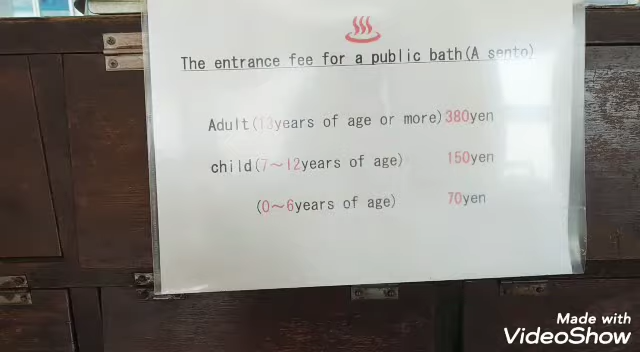 The entrance fee for a public bath(A sento)
Adult(13years of age or more)380yen
child(7～12years of age) 150yen
(0～6years of age) 70yen
Made with
VideoShow